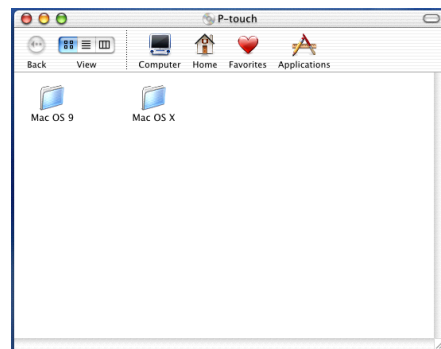 P-touch
Back View Computer Home Favorites Applications
Mac OS 9 Mac OS X